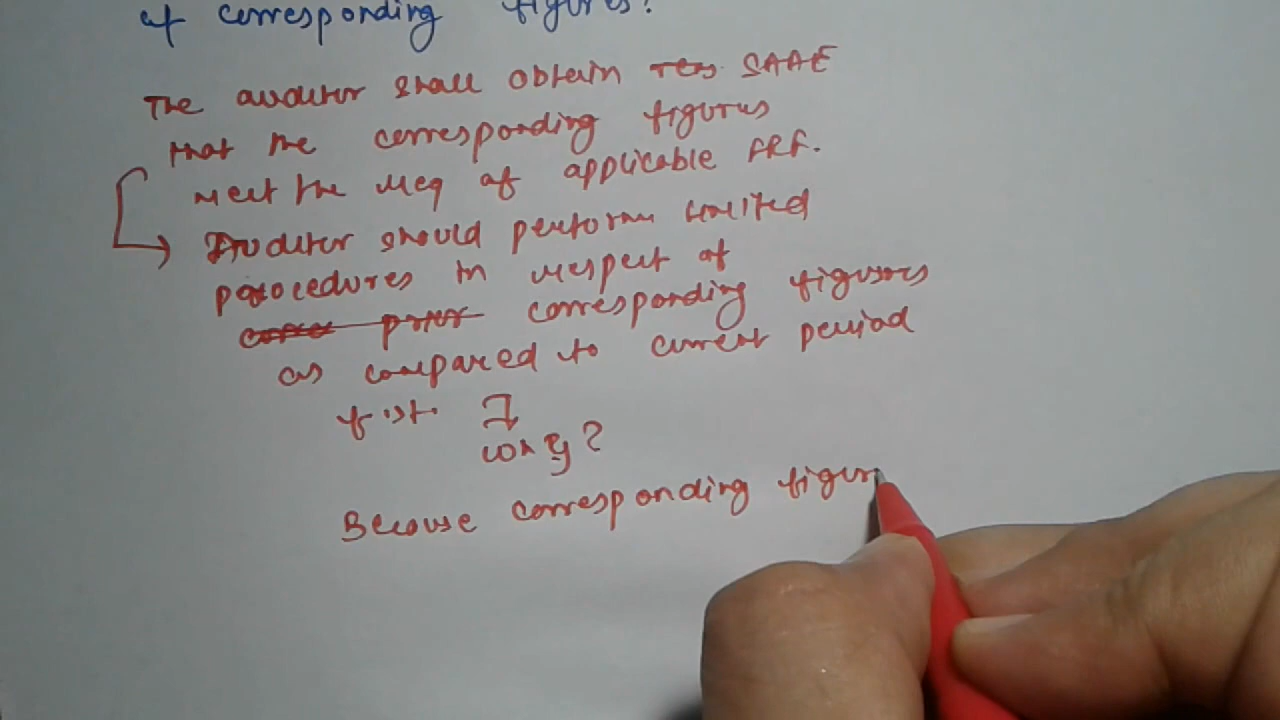 of corresponding figures?
The auditor shall obtain SAAE
that the corresponding figures
meet the req of applicable FRF.
Auditor should perform limited
procedures in respect of
prior corresponding figures
as compared to current period
f.st.
why?
Because corresponding figur